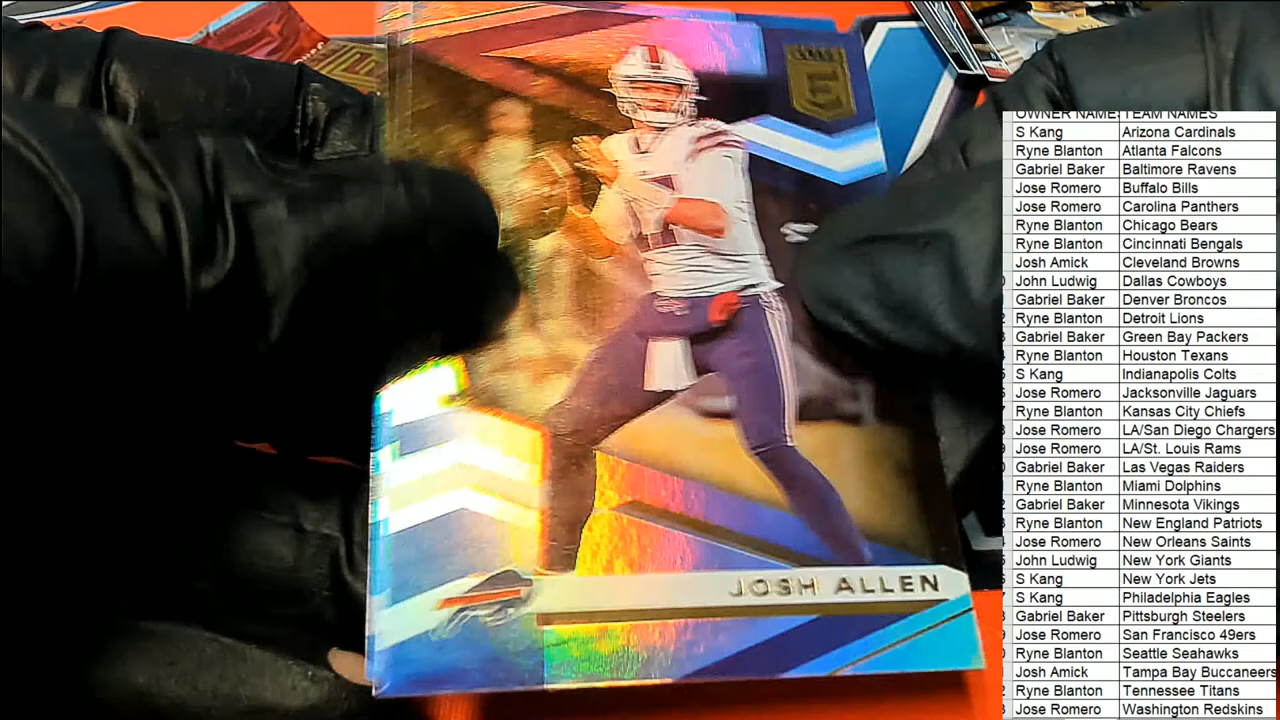 E
JOSH ALLEN
OWNER NAMES TEAM NAMES
S Kang Arizona Cardinals
Ryne Blanton Atlanta Falcons
Gabriel Baker Baltimore Ravens
Jose Romero Buffalo Bills
Jose Romero Carolina Panthers
Ryne Blanton Chicago Bears
Ryne Blanton Cincinnati Bengals
Josh Amick Cleveland Browns
John Ludwig Dallas Cowboys
Gabriel Baker Denver Broncos
Ryne Blanton Detroit Lions
Gabriel Baker Green Bay Packers
Ryne Blanton Houston Texans
S Kang Indianapolis Colts
Jose Romero Jacksonville Jaguars
Ryne Blanton Kansas City Chiefs
Jose Romero LA/San Diego Chargers
Jose Romero LA/St. Louis Rams
Gabriel Baker Las Vegas Raiders
Ryne Blanton Miami Dolphins
Gabriel Baker Minnesota Vikings
Ryne Blanton New England Patriots
Jose Romero New Orleans Saints
John Ludwig New York Giants
S Kang New York Jets
S Kang Philadelphia Eagles
Gabriel Baker Pittsburgh Steelers
Jose Romero San Francisco 49ers
Ryne Blanton Seattle Seahawks
Josh Amick Tampa Bay Buccaneers
Ryne Blanton Tennessee Titans
Jose Romero Washington Redskins